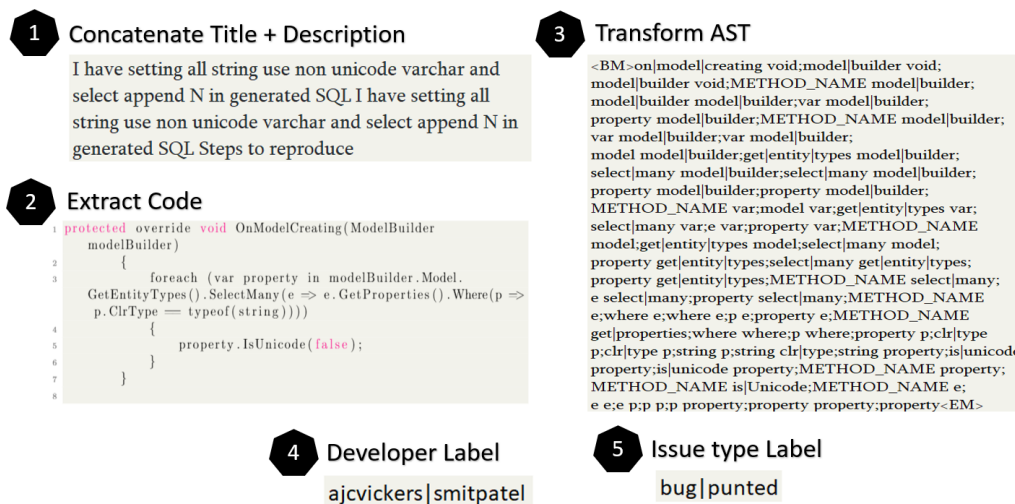 1 Concatenate Title + Description
I have setting all string use non unicode varchar and
select append N in generated SQL I have setting all
string use non unicode varchar and select append N in
generated SQL Steps to reproduce
2 Extract Code
1 protected override void OnModelCreating(ModelBuilder
modelBuilder)
2 {
3 foreach (var property in modelBuilder.Model.
GetEntityTypes().SelectMany(e => e.GetProperties().Where(p =>
p.ClrType == typeof(string))))
4 {
5 property.IsUnicode(false);
6 }
7 }
8
3 Transform AST
<BM>on|model|creating void;model|builder void;
model|builder void;METHOD_NAME model|builder;
model|builder model|builder;var model|builder;
property model|builder;METHOD_NAME model|builder;
var model|builder;var model|builder;
model model|builder;get|entity|types model|builder;
select|many model|builder;select|many model|builder;
property model|builder;property model|builder;
METHOD_NAME var;model var;get|entity|types var;
select|many var;e var;property var;METHOD_NAME
model;get|entity|types model;select|many model;
property get|entity|types;select|many get|entity|types;
property get|entity|types;METHOD_NAME select|many;
e select|many;property select|many;METHOD_NAME
e;where e;where e;p e;property e;METHOD_NAME
get|properties;where where;p where;property p;clr|type
p;clr|type p;string p;string clr|type;string property;is|unicode
property;is|unicode property;METHOD_NAME property;
METHOD_NAME is|Unicode;METHOD_NAME e;
e e;e p;p p;p property;property property;property<EM>
4 Developer Label
ajcvickers|smitpatel
5 Issue type Label
bug|punted